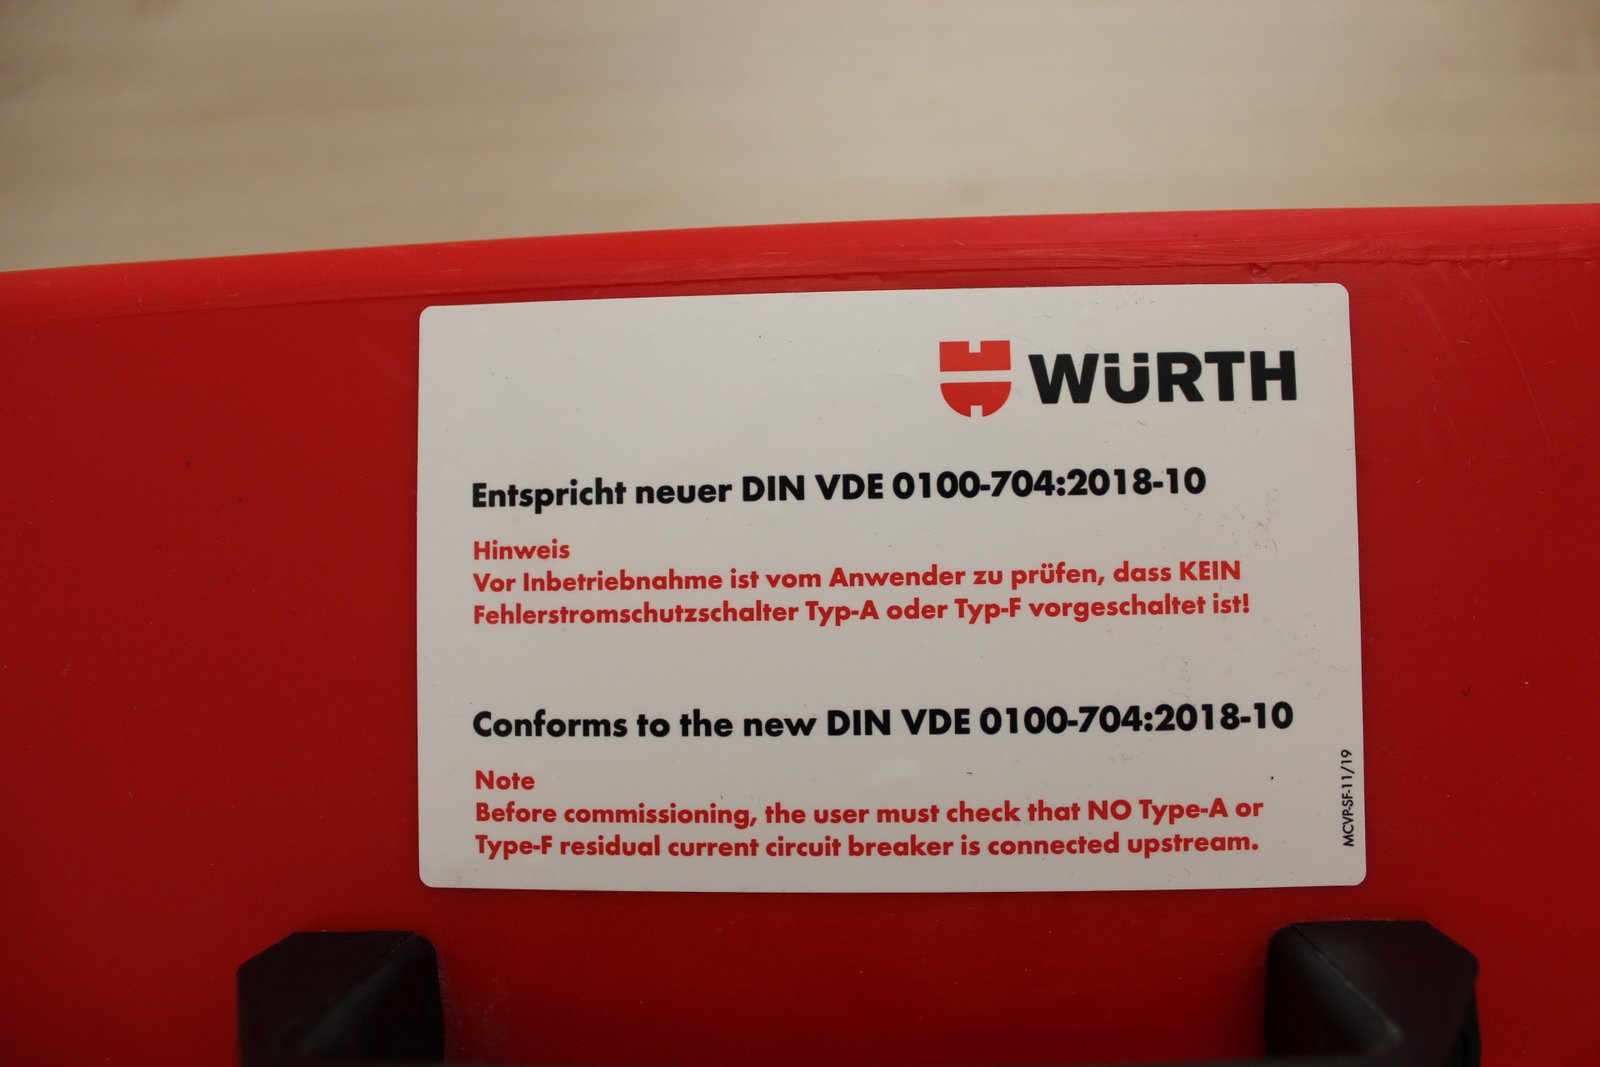 WÜRTH
Entspricht neuer DIN VDE 0100-704:2018-10
Hinweis
Vor Inbetriebnahme ist vom Anwender zu prüfen, dass KEIN
Fehlerstromschutzschalter Typ-A oder Typ-F vorgeschaltet ist!
Conforms to the new DIN VDE 0100-704:2018-10
Note
Before commissioning, the user must check that NO Type-A or
Type-F residual current circuit breaker is connected upstream.
MCVP-SF-11/19